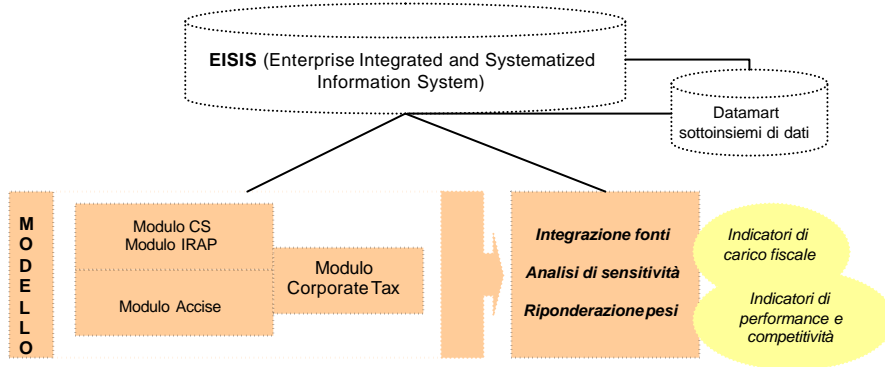 EISIS (Enterprise Integrated and Systematized
Information System)
Datamart
sottoinsiemi di dati
MODELLO
Modulo CS
Modulo IRAP
Modulo Accise
Modulo
Corporate Tax
Integrazione fonti
Analisi di sensitività
Riponderazione pesi
Indicatori di
carico fiscale
Indicatori di
performance e
competitività